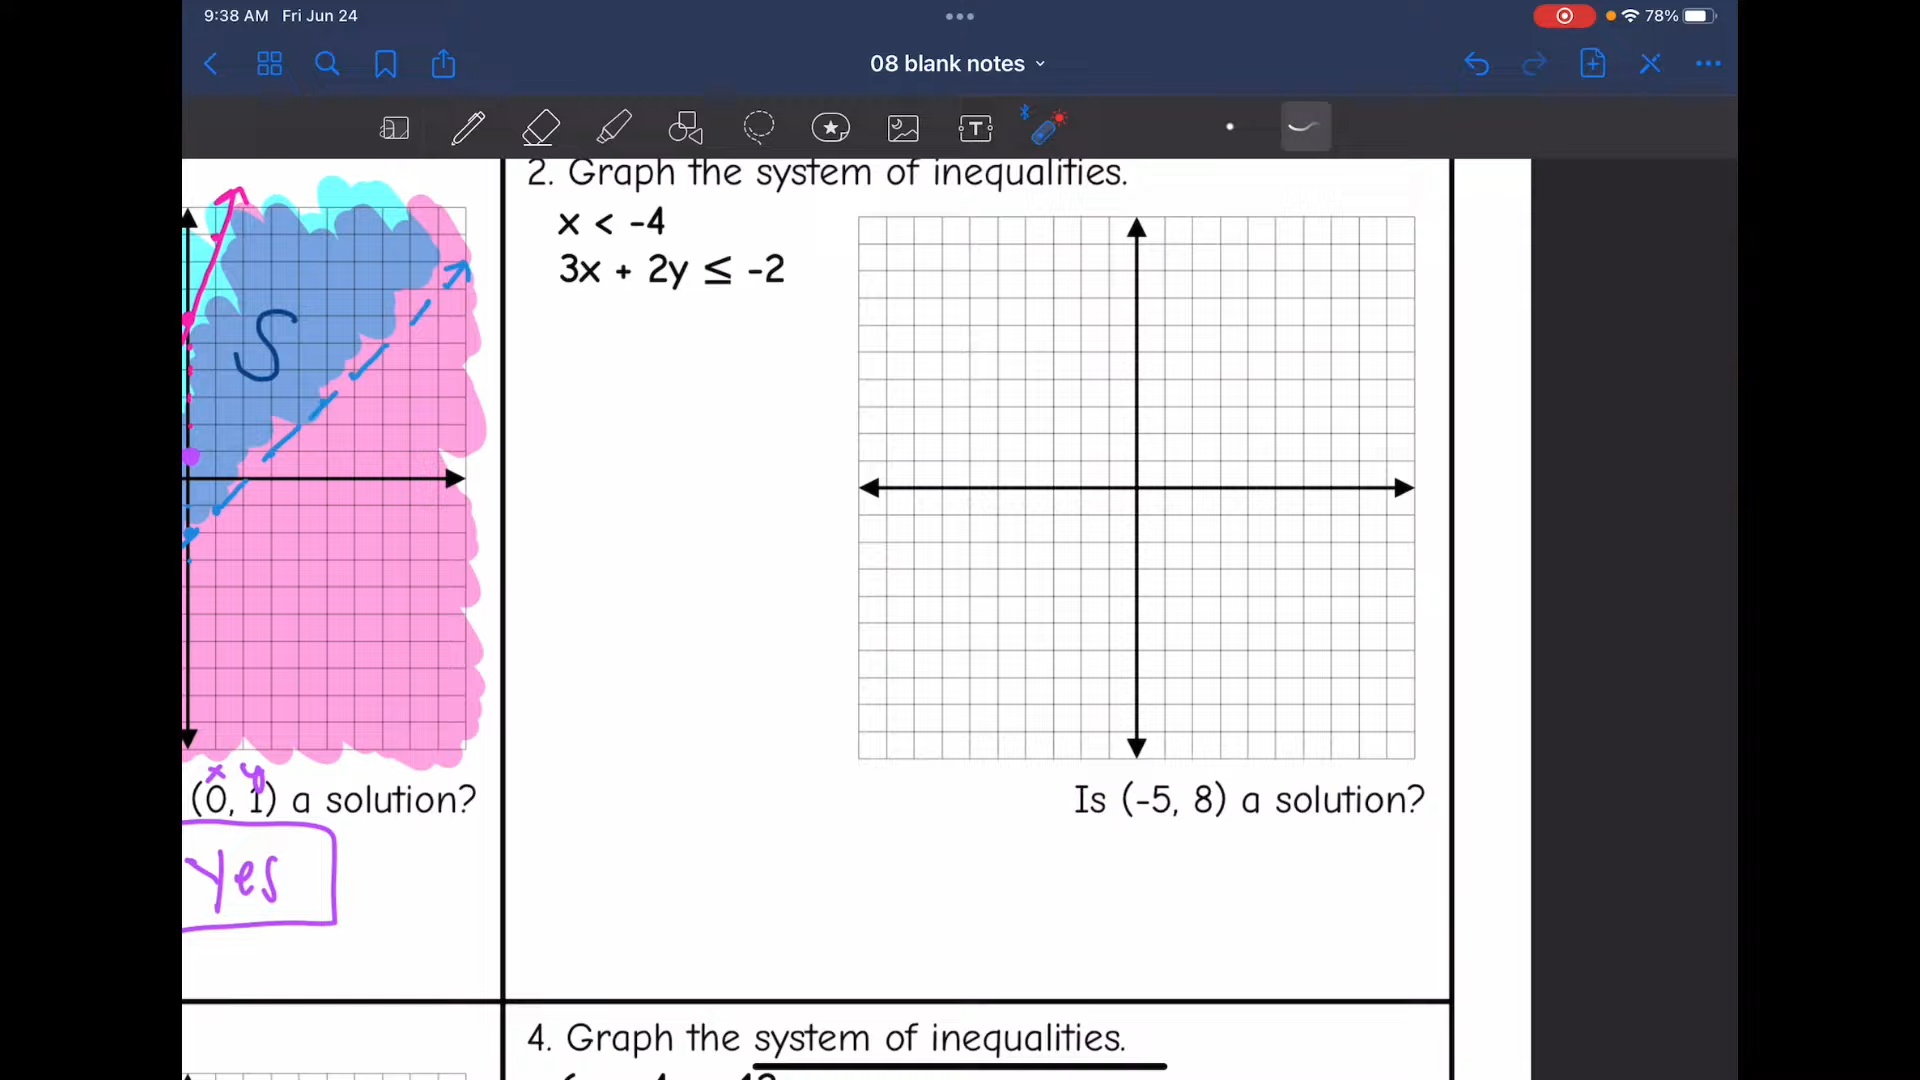 9:38 AM Fri Jun 24
78%
08 blank notes
T
2. Graph the system of inequalities.
x < -4
3x + 2y ≤ -2
S
x y
(0, 1) a solution?
Yes
Is (-5, 8) a solution?
4. Graph the system of inequalities.